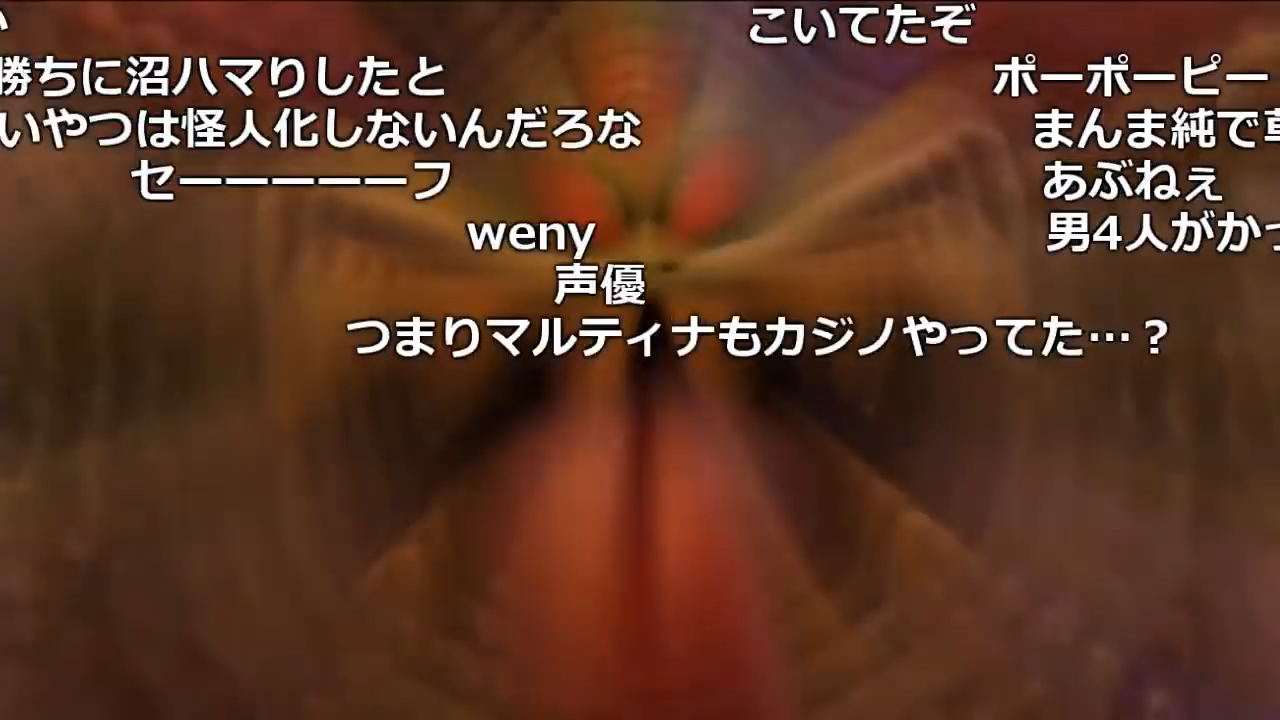 こいてたぞ
勝ちに沼ハマりしたと
ポーポーピー
いやつは怪人化しないんだろな
まんま純で草
セーーーーーフ
あぶねぇ
weny
男4人がかっ
声優
つまりマルティナもカジノやってた…？